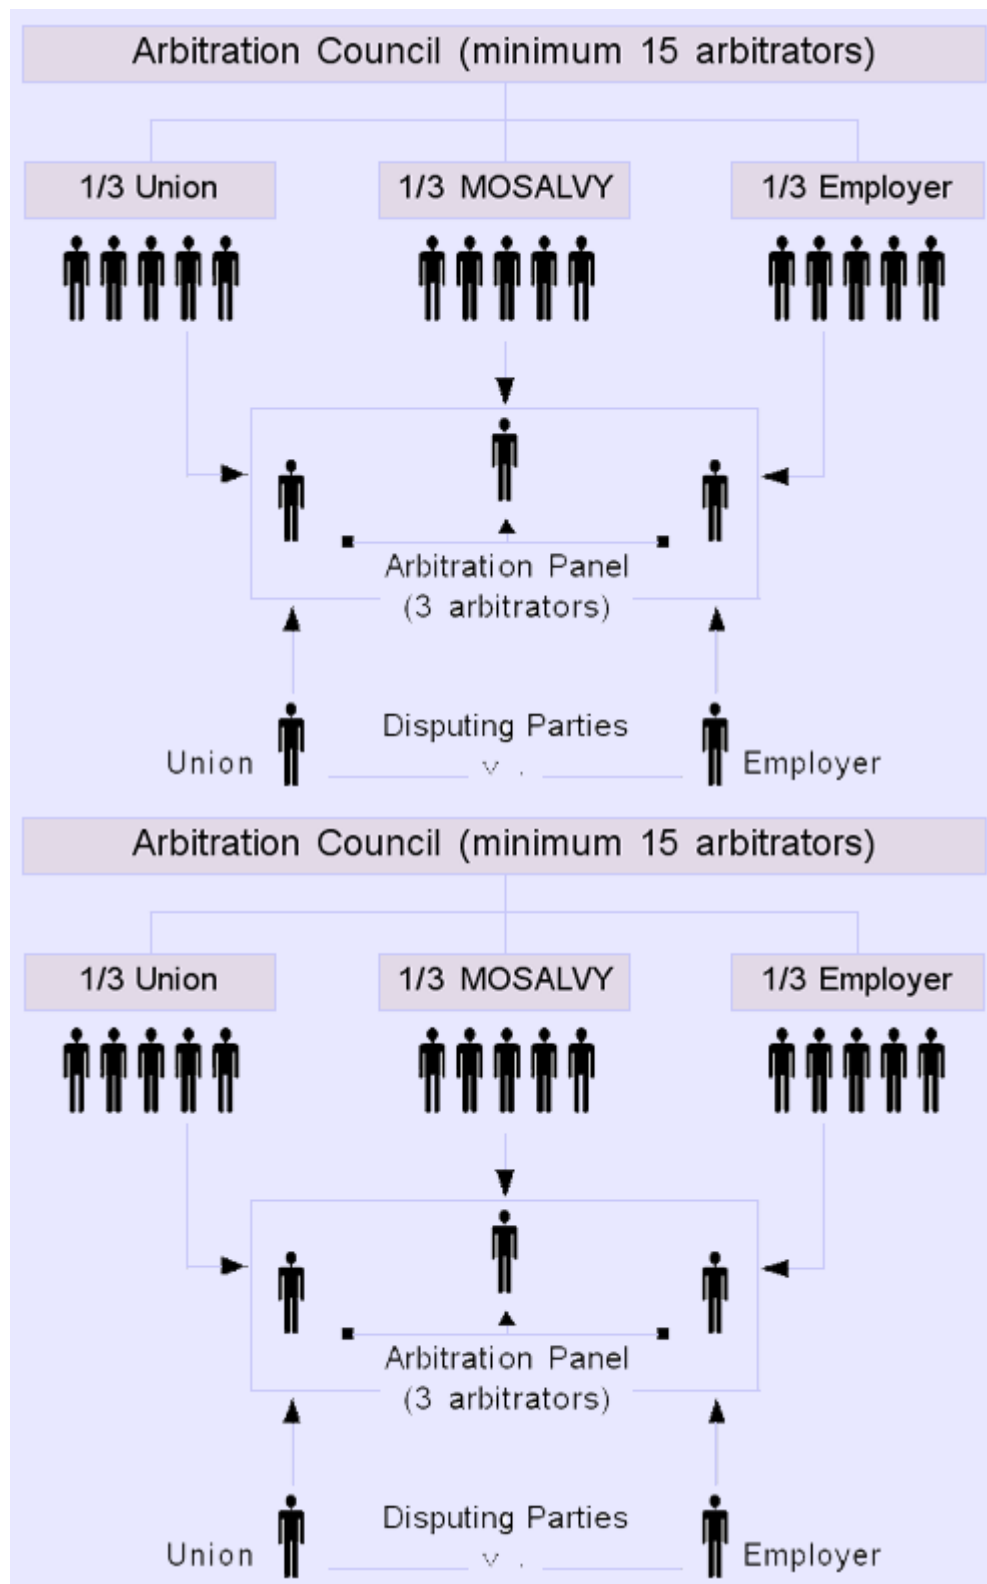 Arbitration Council (minimum 15 arbitrators)
1/3 Union 1/3 MOSALVY 1/3 Employer
Arbitration Panel
(3 arbitrators)
Disputing Parties
Union Employer
Arbitration Council (minimum 15 arbitrators)
1/3 Union 1/3 MOSALVY 1/3 Employer
Arbitration Panel
(3 arbitrators)
Disputing Parties
Union Employer